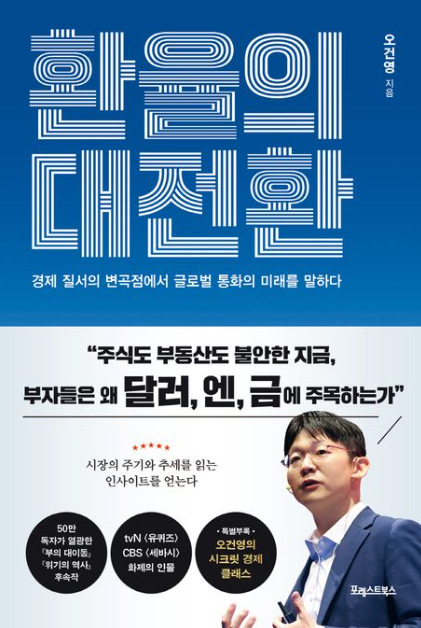 환율의
대전환
오건영 지음
경제 질서의 변곡점에서 글로벌 통화의 미래를 말하다
“주식도 부동산도 불안한 지금,
부자들은 왜 달러, 엔, 금에 주목하는가”
시장의 주기와 추세를 읽는
인사이트를 얻는다
50만
독자가 열광한
『부의 대이동』
『위기의 역사』
후속작
tvN 〈유퀴즈〉
CBS 〈세바시〉
화제의 인물
• 특별부록 •
오건영의
시크릿 경제
클래스
포레스트북스